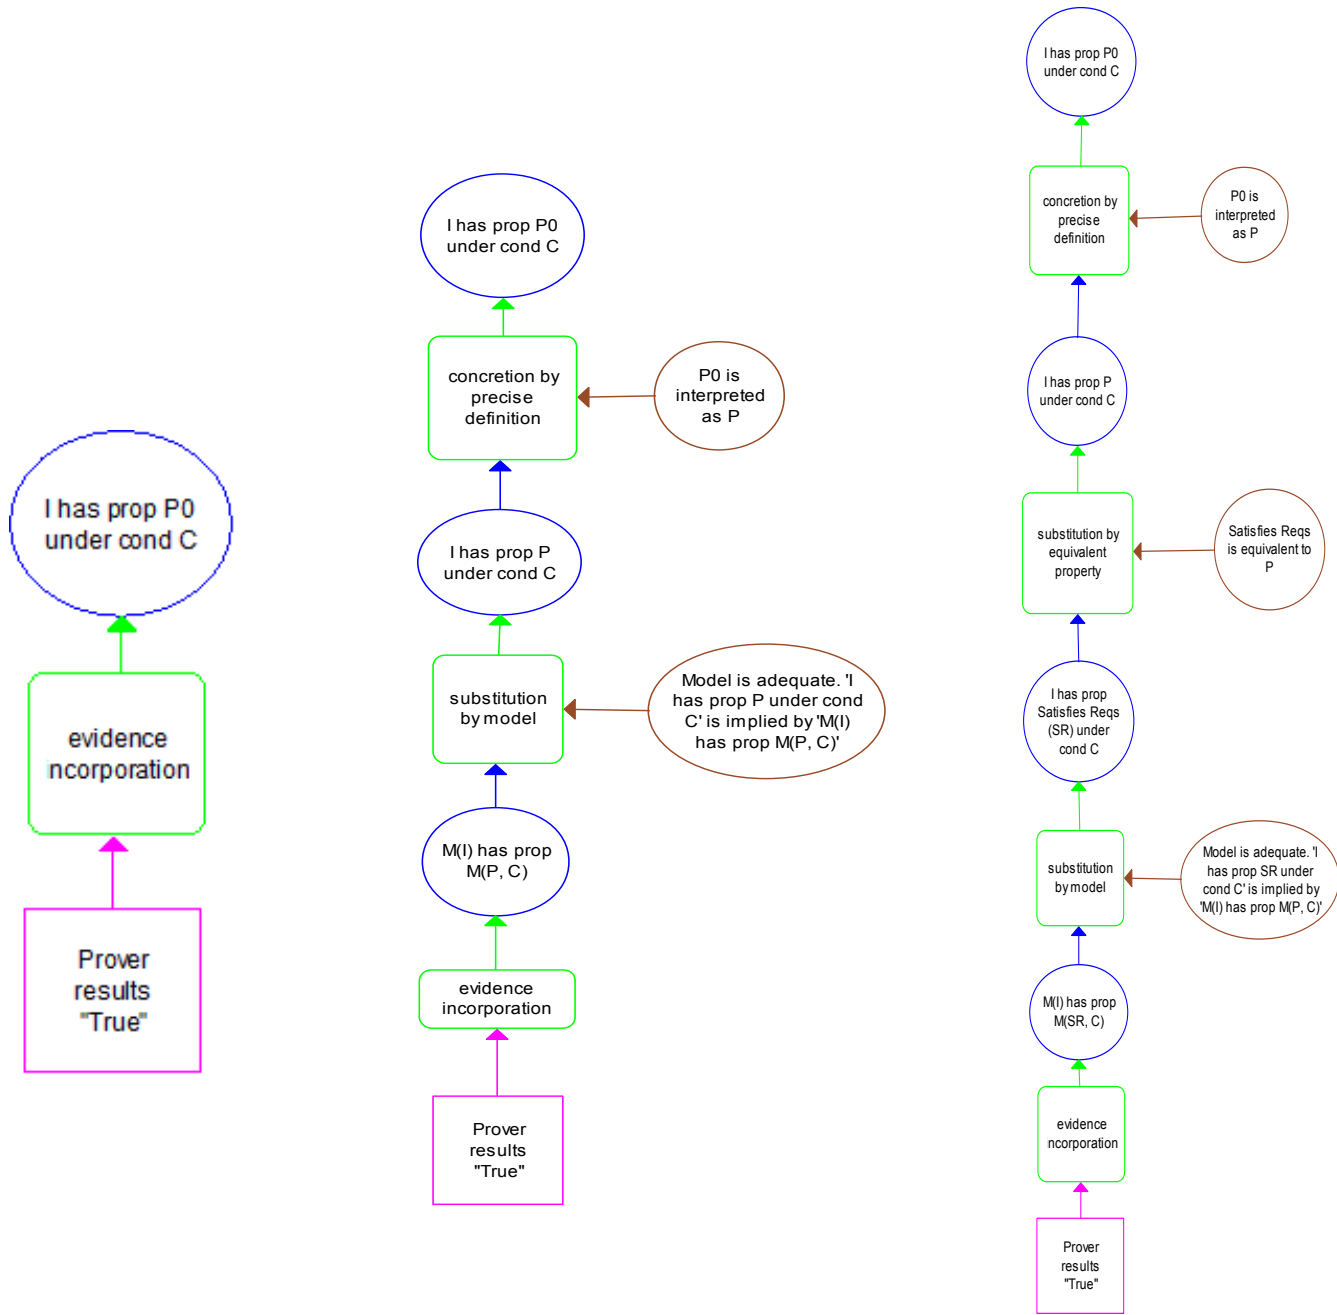 I has prop P0
under cond C
evidence
incorporation
Prover
results
"True"
I has prop P0
under cond C
concretion by
precise
definition
P0 is
interpreted
as P
I has prop P
under cond C
substitution
by model
Model is adequate. 'I
has prop P under cond
C' is implied by 'M(I)
has prop M(P, C)'
M(I) has prop
M(P, C)
evidence
incorporation
Prover
results
"True"
I has prop P0
under cond C
concretion by
precise
definition
P0 is
interpreted
as P
I has prop P
under cond C
substitution by
equivalent
property
Satisfies Reqs
is equivalent to
P
I has prop
Satisfies Reqs
(SR) under
cond C
substitution
by model
Model is adequate. 'I
has prop SR under
cond C' is implied by
'M(I) has prop M(P, C)'
M(I) has prop
M(SR, C)
evidence
incorporation
Prover
results
"True"